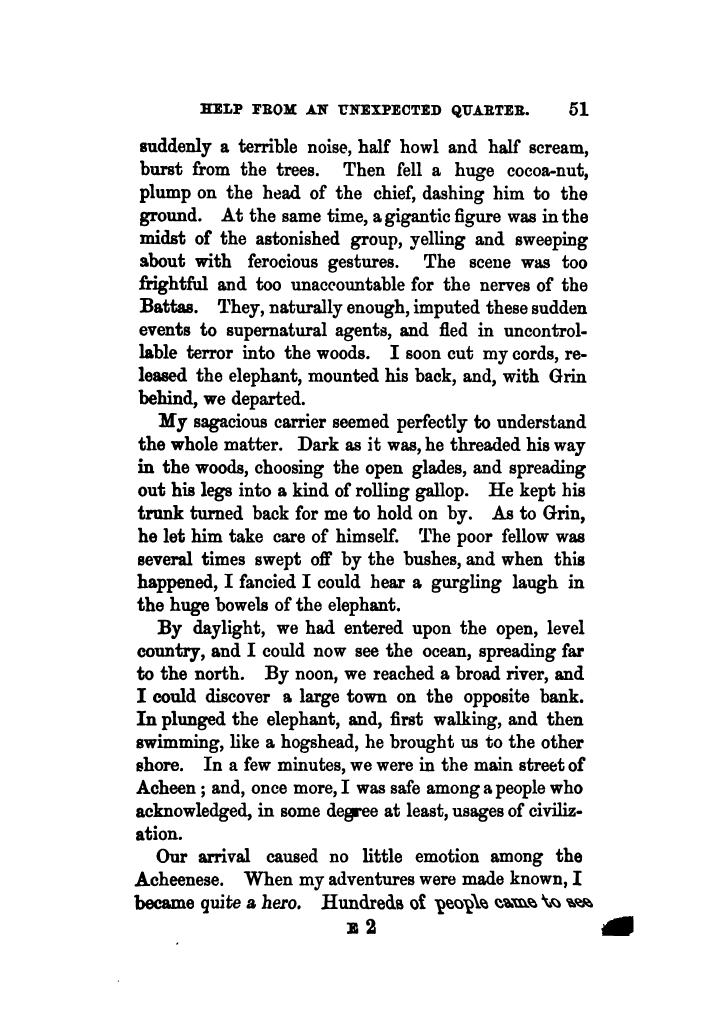 HELP FROM AN UNEXPECTED QUARTER. 51
suddenly a terrible noise, half howl and half scream,
burst from the trees. Then fell a huge cocoa-nut,
plump on the head of the chief, dashing him to the
ground. At the same time, a gigantic figure was in the
midst of the astonished group, yelling and sweeping
about with ferocious gestures. The scene was too
frightful and too unaccountable for the nerves of the
Battas. They, naturally enough, imputed these sudden
events to supernatural agents, and fled in uncontrol-
lable terror into the woods. I soon cut my cords, re-
leased the elephant, mounted his back, and, with Grin
behind, we departed.
My sagacious carrier seemed perfectly to understand
the whole matter. Dark as it was, he threaded his way
in the woods, choosing the open glades, and spreading
out his legs into a kind of rolling gallop. He kept his
trunk turned back for me to hold on by. As to Grin,
he let him take care of himself. The poor fellow was
several times swept off by the bushes, and when this
happened, I fancied I could hear a gurgling laugh in
the huge bowels of the elephant.
By daylight, we had entered upon the open, level
country, and I could now see the ocean, spreading far
to the north. By noon, we reached a broad river, and
I could discover a large town on the opposite bank.
In plunged the elephant, and, first walking, and then
swimming, like a hogshead, he brought us to the other
shore. In a few minutes, we were in the main street of
Acheen ; and, once more, I was safe among a people who
acknowledged, in some degree at least, usages of civiliz-
ation.
Our arrival caused no little emotion among the
Acheenese. When my adventures were made known, I
became quite a hero. Hundreds of people came to see
E 2